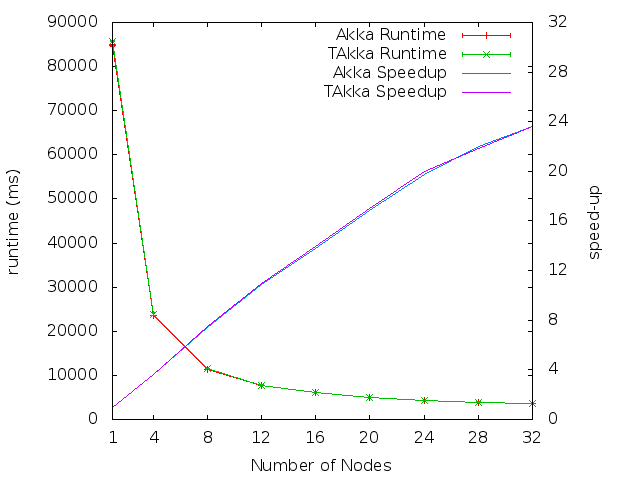 90000
80000
70000
60000
50000
40000
30000
20000
10000
0
runtime (ms)
Akka Runtime
TAkka Runtime
Akka Speedup
TAkka Speedup
32
28
24
20
16
12
8
4
0
speed-up
1 4 8 12 16 20 24 28 32
Number of Nodes